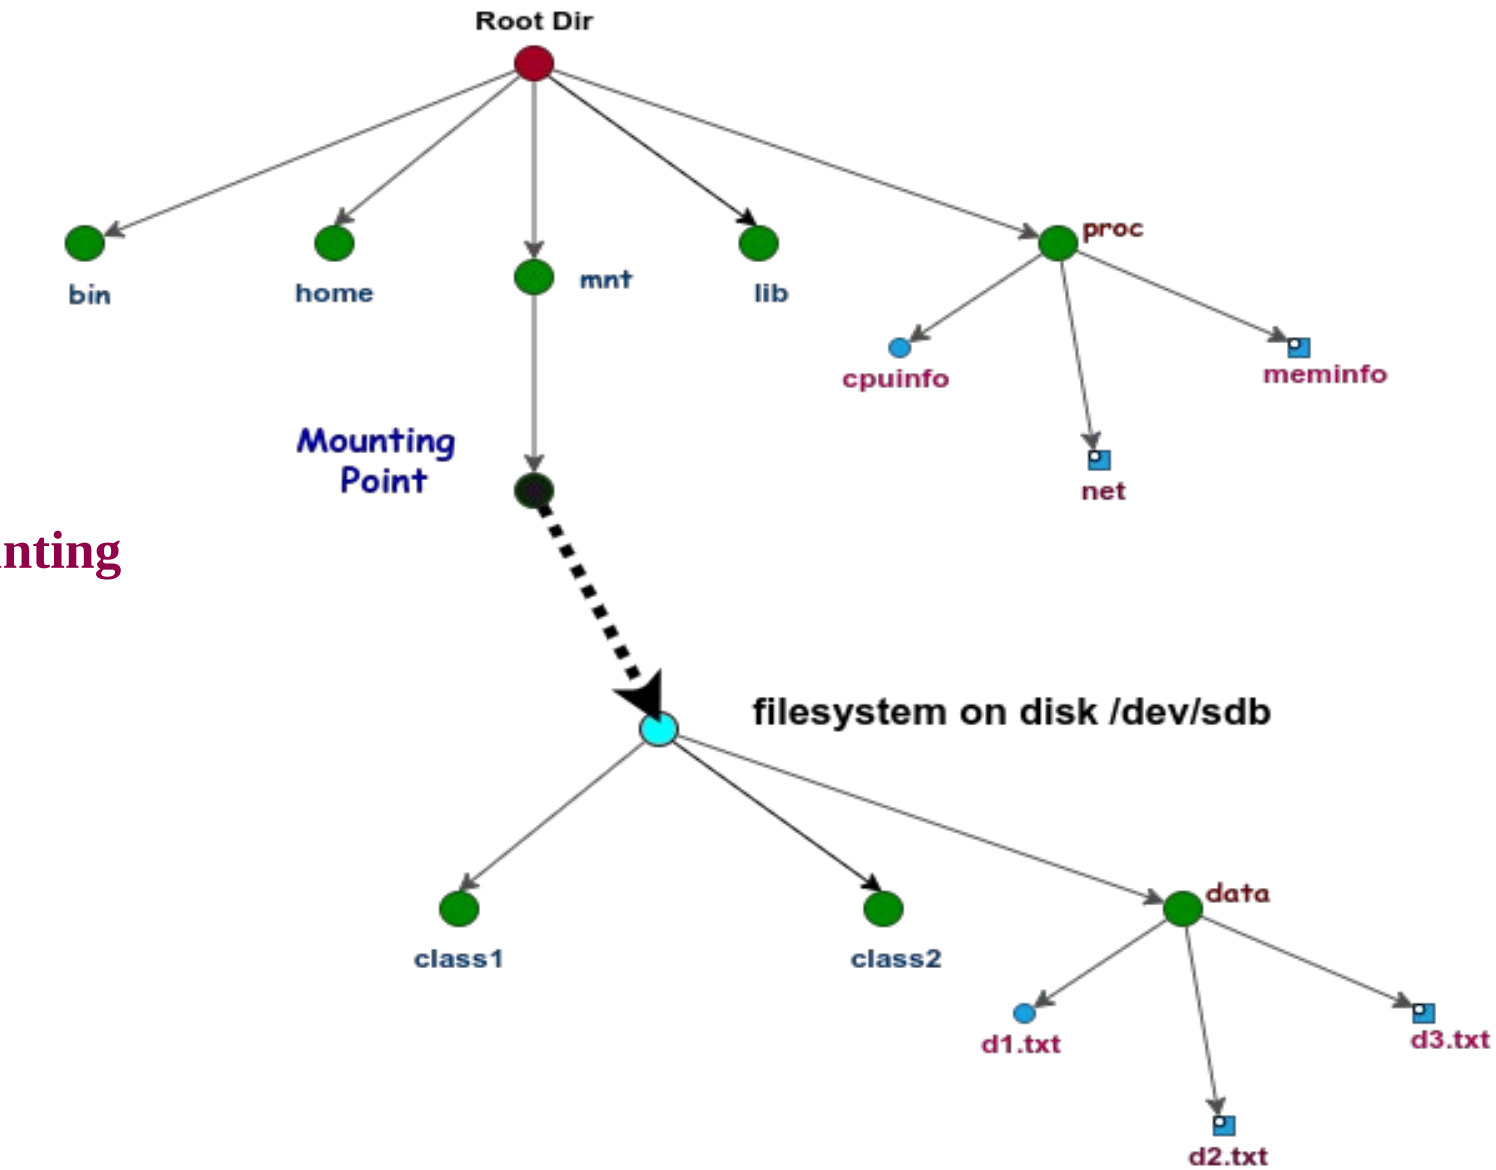 Root Dir
bin
home
mnt
lib
proc
cpuinfo
meminfo
net
Mounting
Point
nting
filesystem on disk /dev/sdb
class1
class2
data
d1.txt
d3.txt
d2.txt